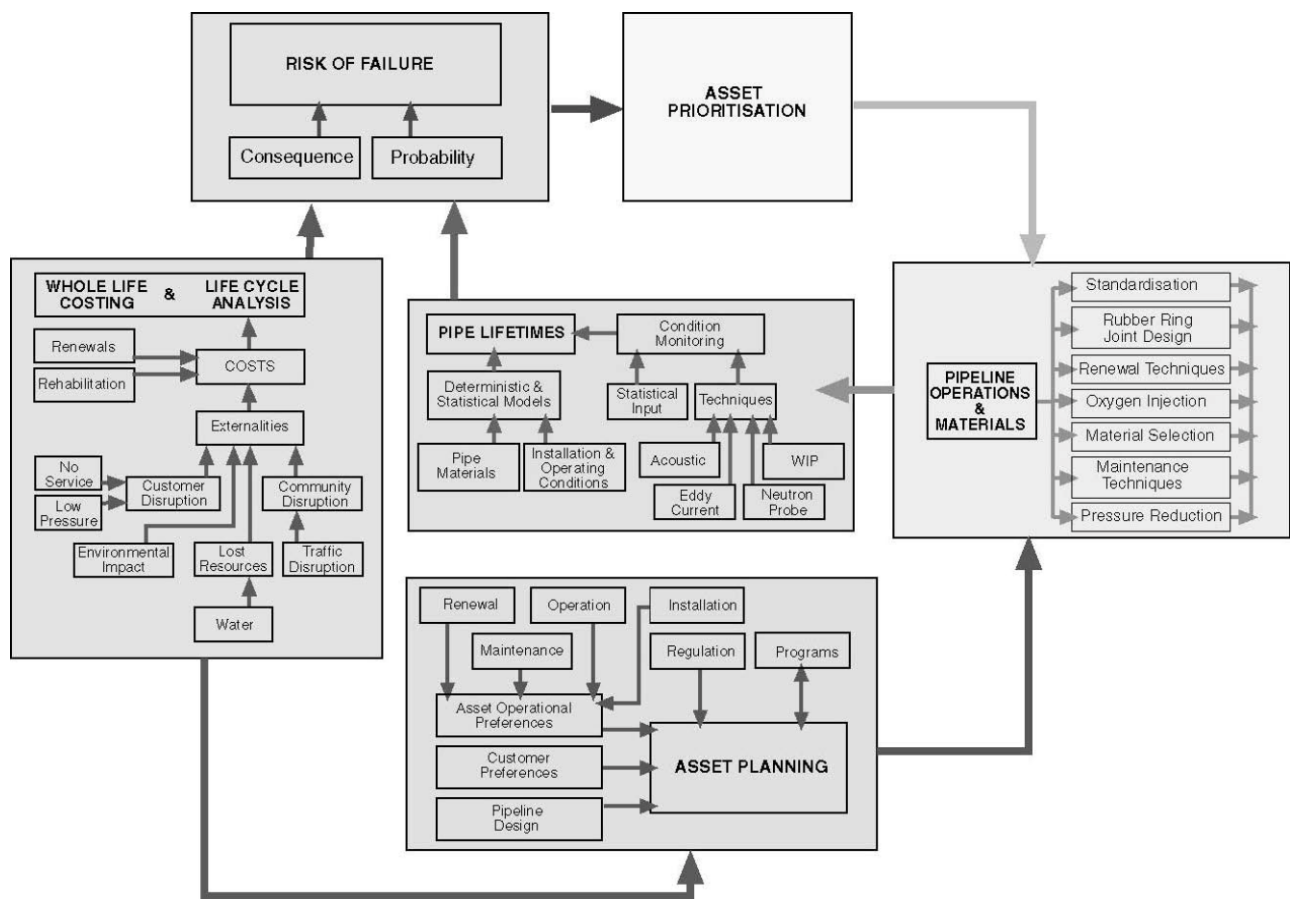 RISK OF FAILURE
Consequence
Probability
ASSET
PRIORITISATION
WHOLE LIFE
COSTING
&
LIFE CYCLE
ANALYSIS
Renewals
Rehabilitation
COSTS
Externalities
No
Service
Low
Pressure
Customer
Disruption
Community
Disruption
Environmental
Impact
Lost
Resources
Traffic
Disruption
Water
PIPE LIFETIMES
Condition
Monitoring
Deterministic &
Statistical Models
Statistical
Input
Techniques
Pipe
Materials
Installation &
Operating
Conditions
Acoustic
WIP
Eddy
Current
Neutron
Probe
PIPELINE
OPERATIONS
&
MATERIALS
Standardisation
Rubber Ring
Joint Design
Renewal Techniques
Oxygen Injection
Material Selection
Maintenance
Techniques
Pressure Reduction
Renewal
Operation
Installation
Maintenance
Regulation
Programs
Asset Operational
Preferences
Customer
Preferences
Pipeline
Design
ASSET PLANNING